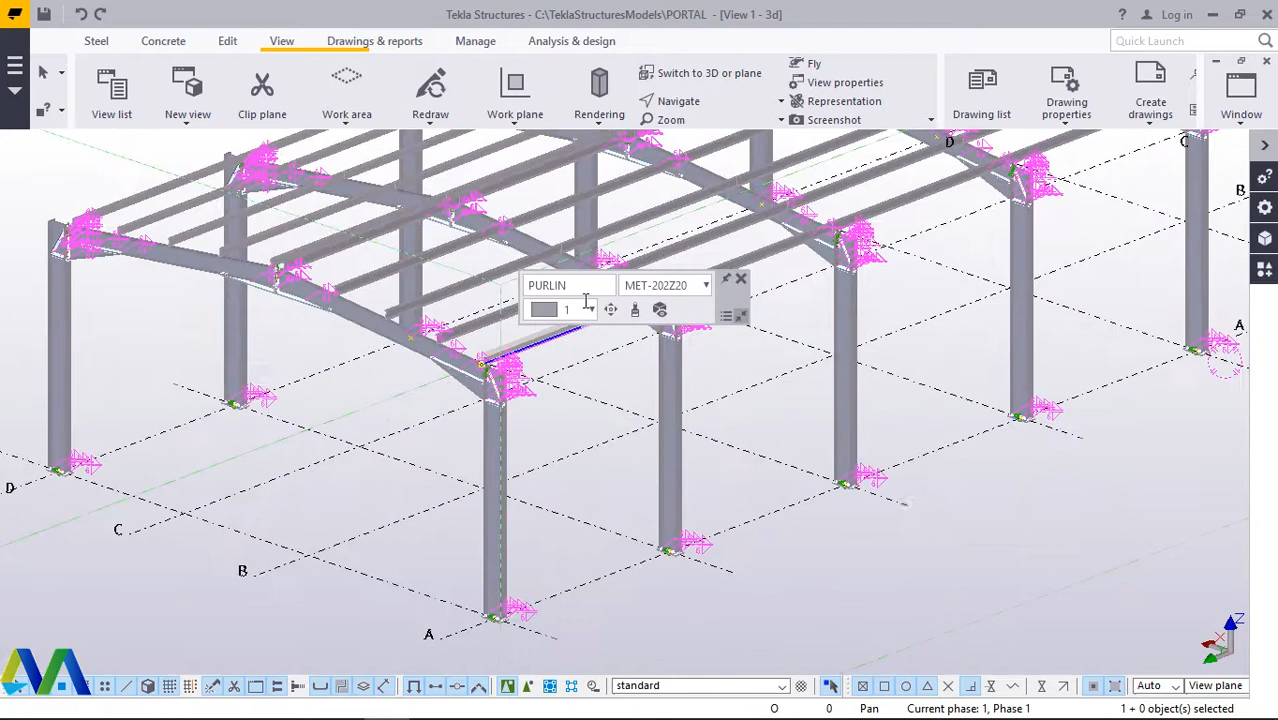 Tekla Structures - C:\TeklaStructuresModels\PORTAL - [View 1 - 3d]
? Log in
Steel Concrete Edit View Drawings & reports Manage Analysis & design
Quick Launch
View list
New view
Clip plane
Work area
Redraw
Work plane
Rendering
Switch to 3D or plane
Navigate
Zoom
Fly
View properties
Representation
Screenshot
Drawing list
Drawing properties
Create drawings
Window
D
C
B
A
PURLIN MET-202Z20
1
D
C
B
A
Z
standard
Auto
View plane
O 0 Pan Current phase: 1, Phase 1 1 + 0 object(s) selected